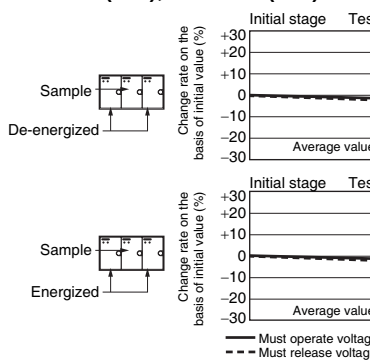 Initial stage Tes
+30
+20
+10
0
−10
−20
−30
Change rate on the
basis of initial value (%)
Average value
Sample
De-energized
Initial stage Tes
+30
+20
+10
0
−10
−20
−30
Change rate on the
basis of initial value (%)
Average value
Sample
Energized
Must operate voltag
Must release voltag